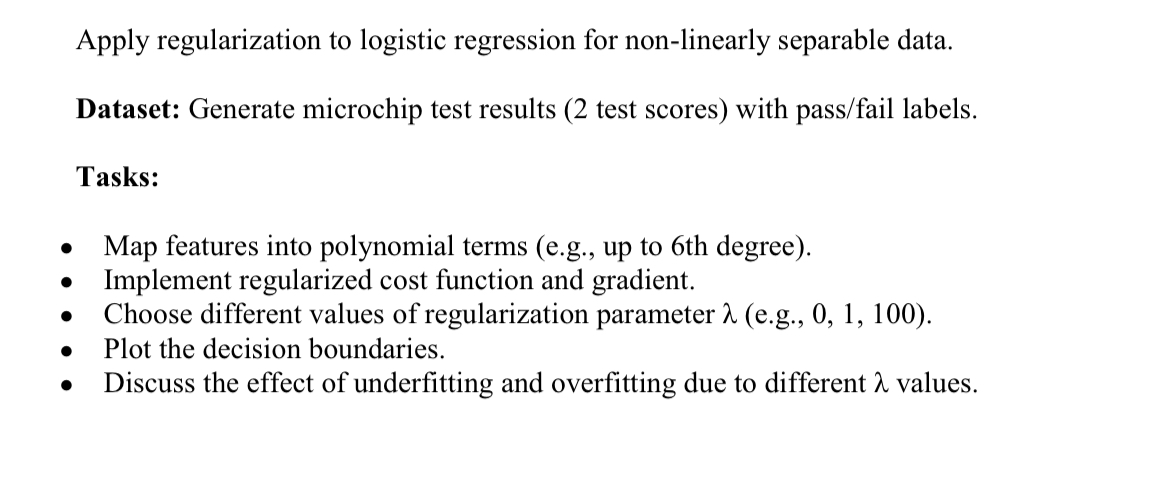 Apply regularization to logistic regression for non-linearly separable data.
Dataset: Generate microchip test results (2 test scores) with pass/fail labels.
Tasks:
● Map features into polynomial terms (e.g., up to 6th degree).
● Implement regularized cost function and gradient.
● Choose different values of regularization parameter λ (e.g., 0, 1, 100).
● Plot the decision boundaries.
● Discuss the effect of underfitting and overfitting due to different λ values.